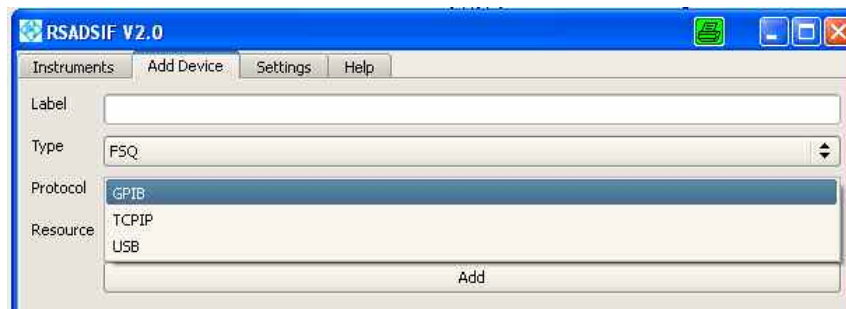 RSADSIF V2.0
Instruments Add Device Settings Help
Label
Type FSQ
Protocol GPIB
TCPIP
Resource
USB
Add